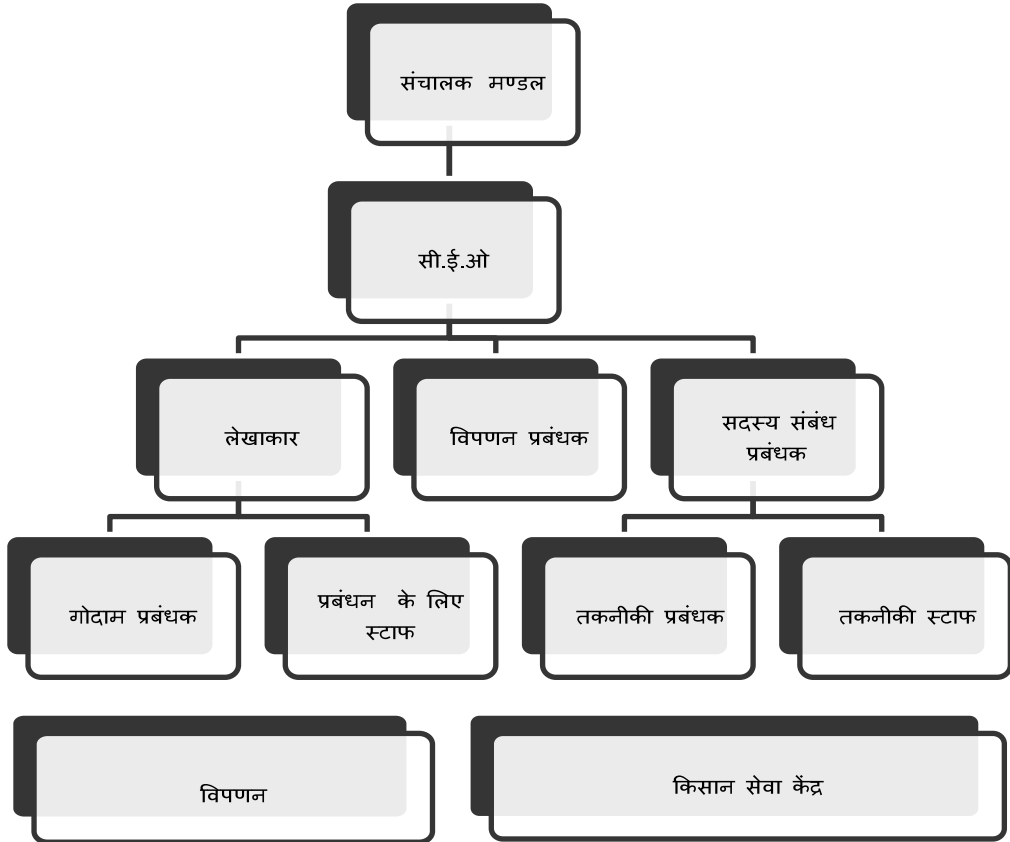 संचालक मण्डल
सी.ई.ओ
लेखाकार
विपणन प्रबंधक
सदस्य संबंध
प्रबंधक
गोदाम प्रबंधक
प्रबंधन के लिए
स्टाफ
तकनीकी प्रबंधक
तकनीकी स्टाफ
विपणन
किसान सेवा केंद्र